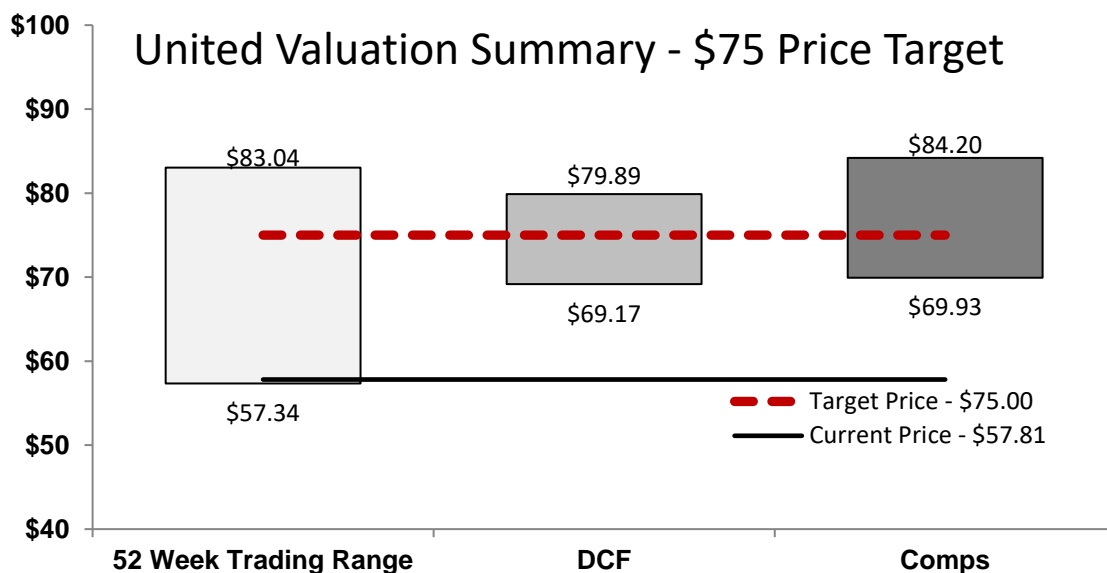 United Valuation Summary - $75 Price Target
$100
$90
$80
$70
$60
$50
$40
$83.04
$57.34
$79.89
$69.17
$84.20
$69.93
Target Price - $75.00
Current Price - $57.81
52 Week Trading Range
DCF
Comps